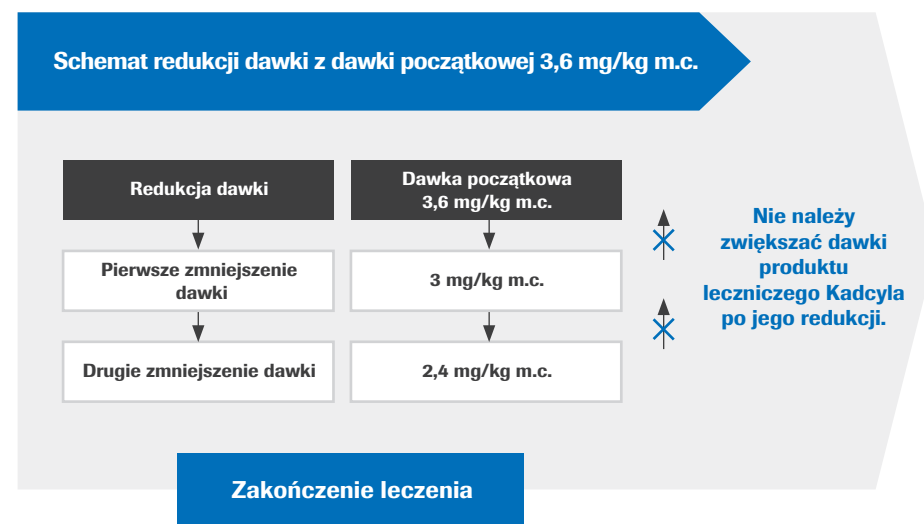 Schemat redukcji dawki z dawki początkowej 3,6 mg/kg m.c.
Redukcja dawki
Dawka początkowa
3,6 mg/kg m.c.
Pierwsze zmniejszenie
dawki
3 mg/kg m.c.
Drugie zmniejszenie dawki
2,4 mg/kg m.c.
Nie należy
zwiększać dawki
produktu
leczniczego Kadcyla
po jego redukcji.
Zakończenie leczenia